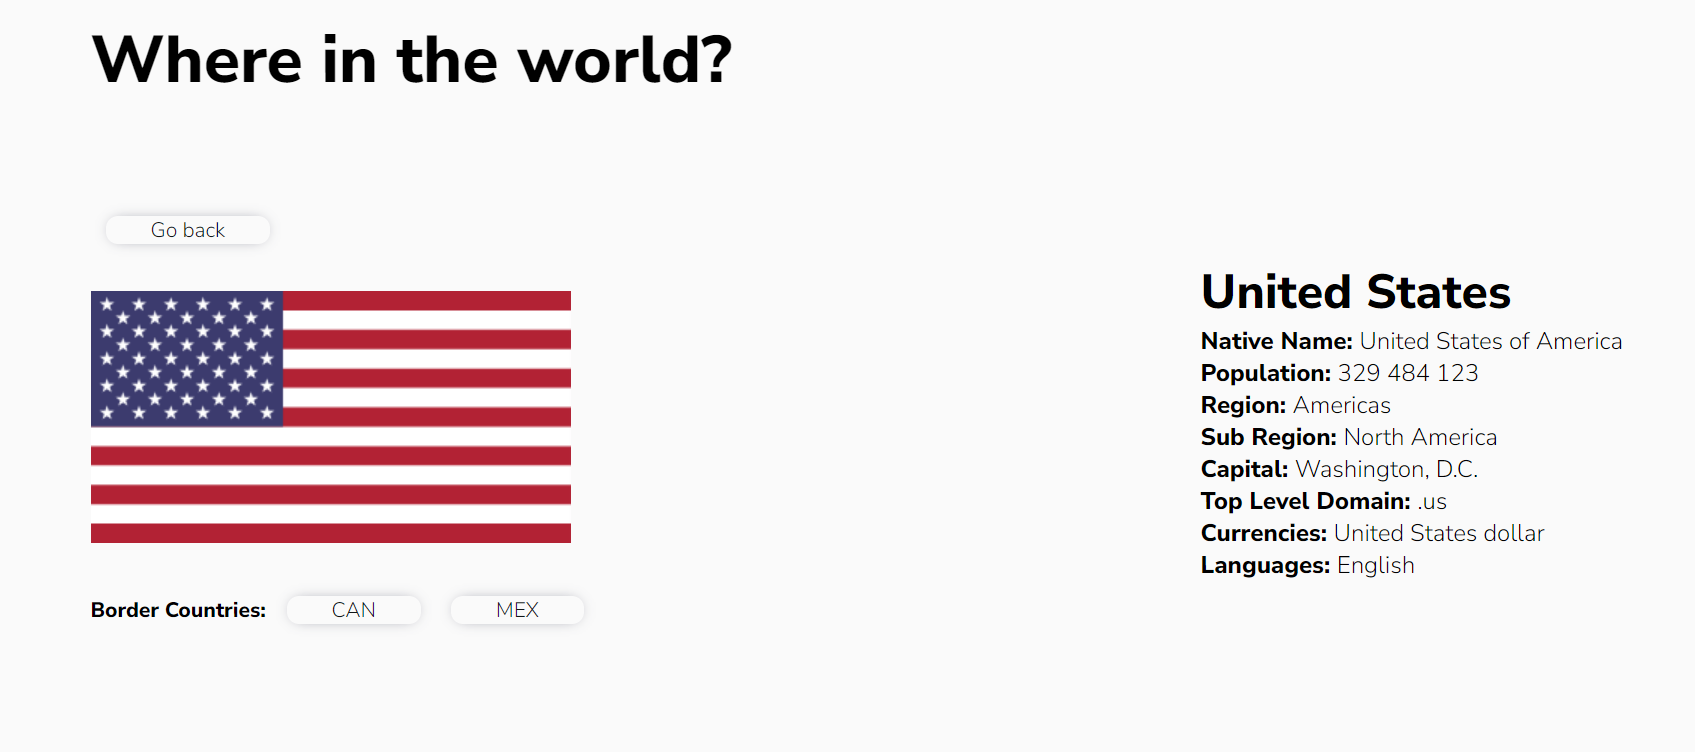 Where in the world?
Go back
United States
Native Name: United States of America
Population: 329 484 123
Region: Americas
Sub Region: North America
Capital: Washington, D.C.
Top Level Domain: .us
Currencies: United States dollar
Languages: English
Border Countries: CAN MEX